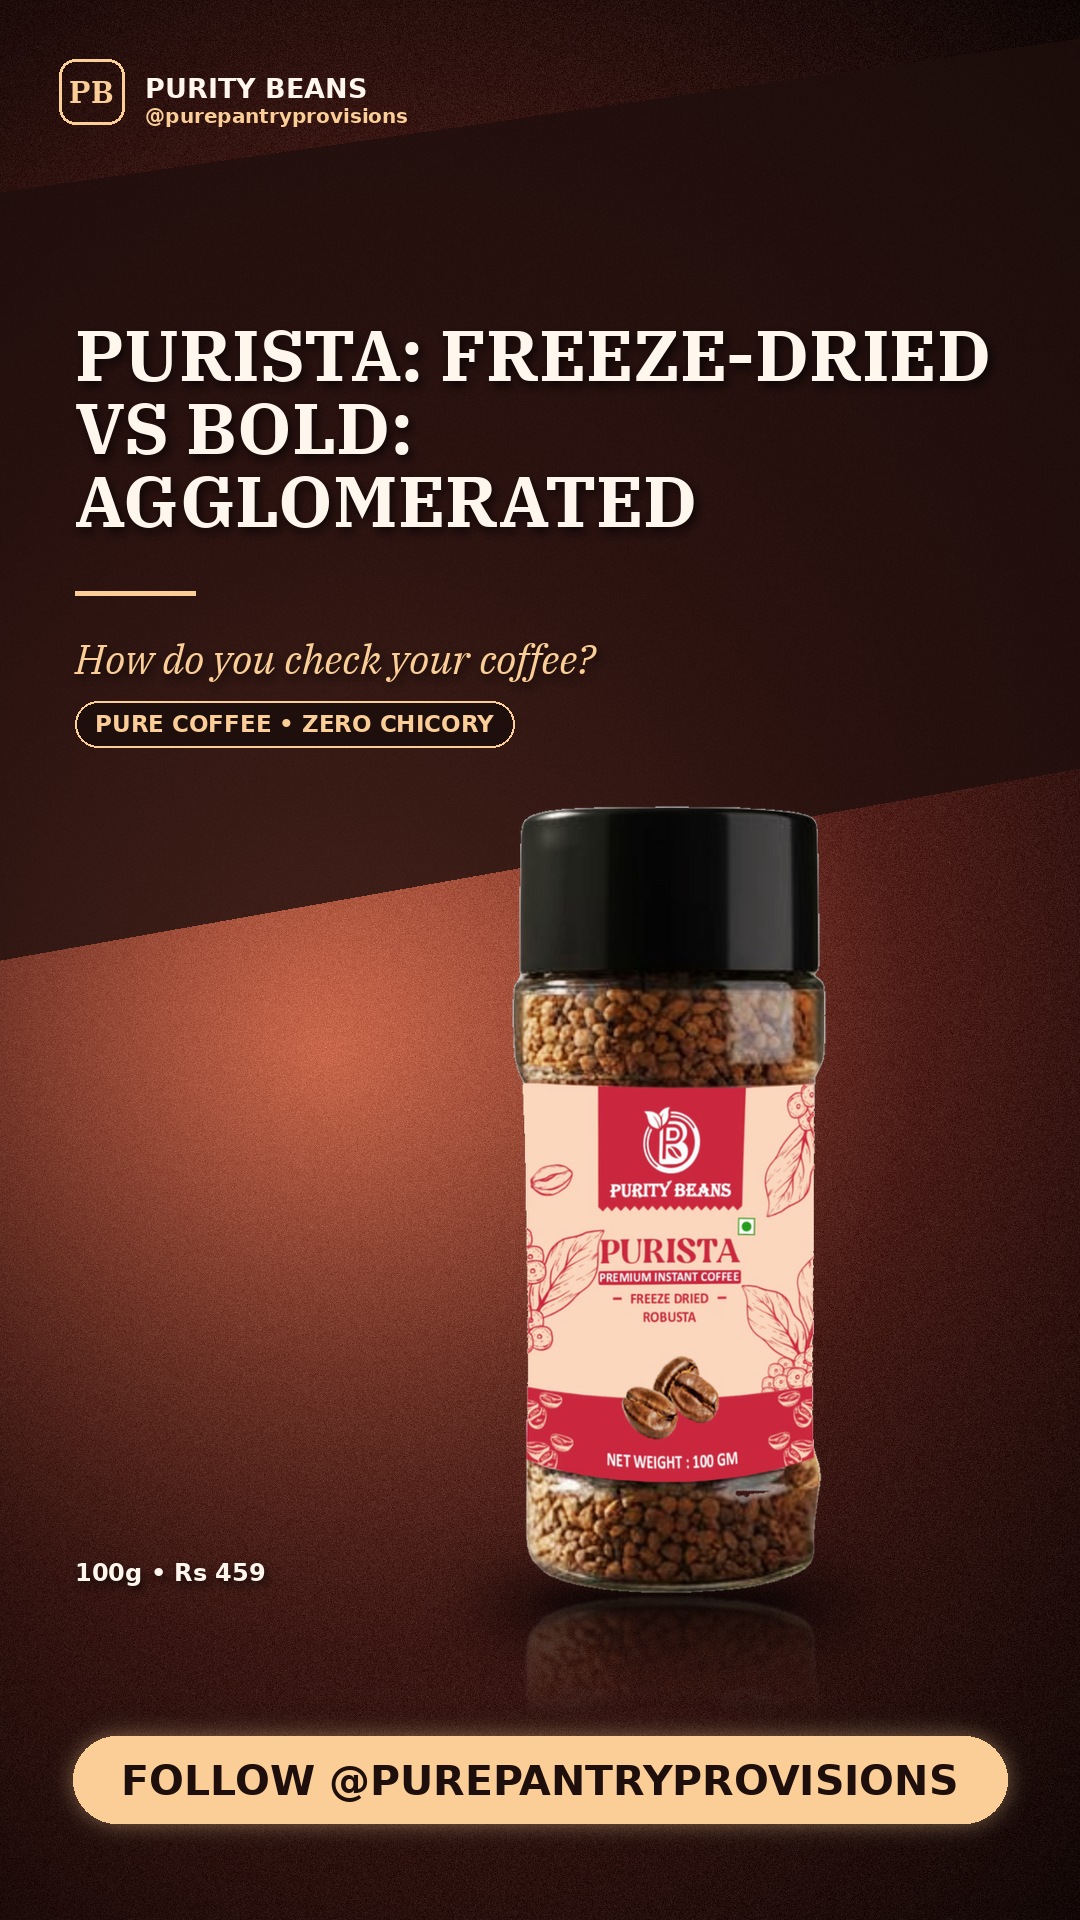 PB
PURITY BEANS
@purepantryprovisions
PURISTA: FREEZE-DRIED
VS BOLD:
AGGLOMERATED
How do you check your coffee?
PURE COFFEE • ZERO CHICORY
PURITY BEANS
PURISTA
PREMIUM INSTANT COFFEE
– FREEZE DRIED –
ROBUSTA
NET WEIGHT : 100 GM
100g • Rs 459
FOLLOW @PUREPANTRYPROVISIONS